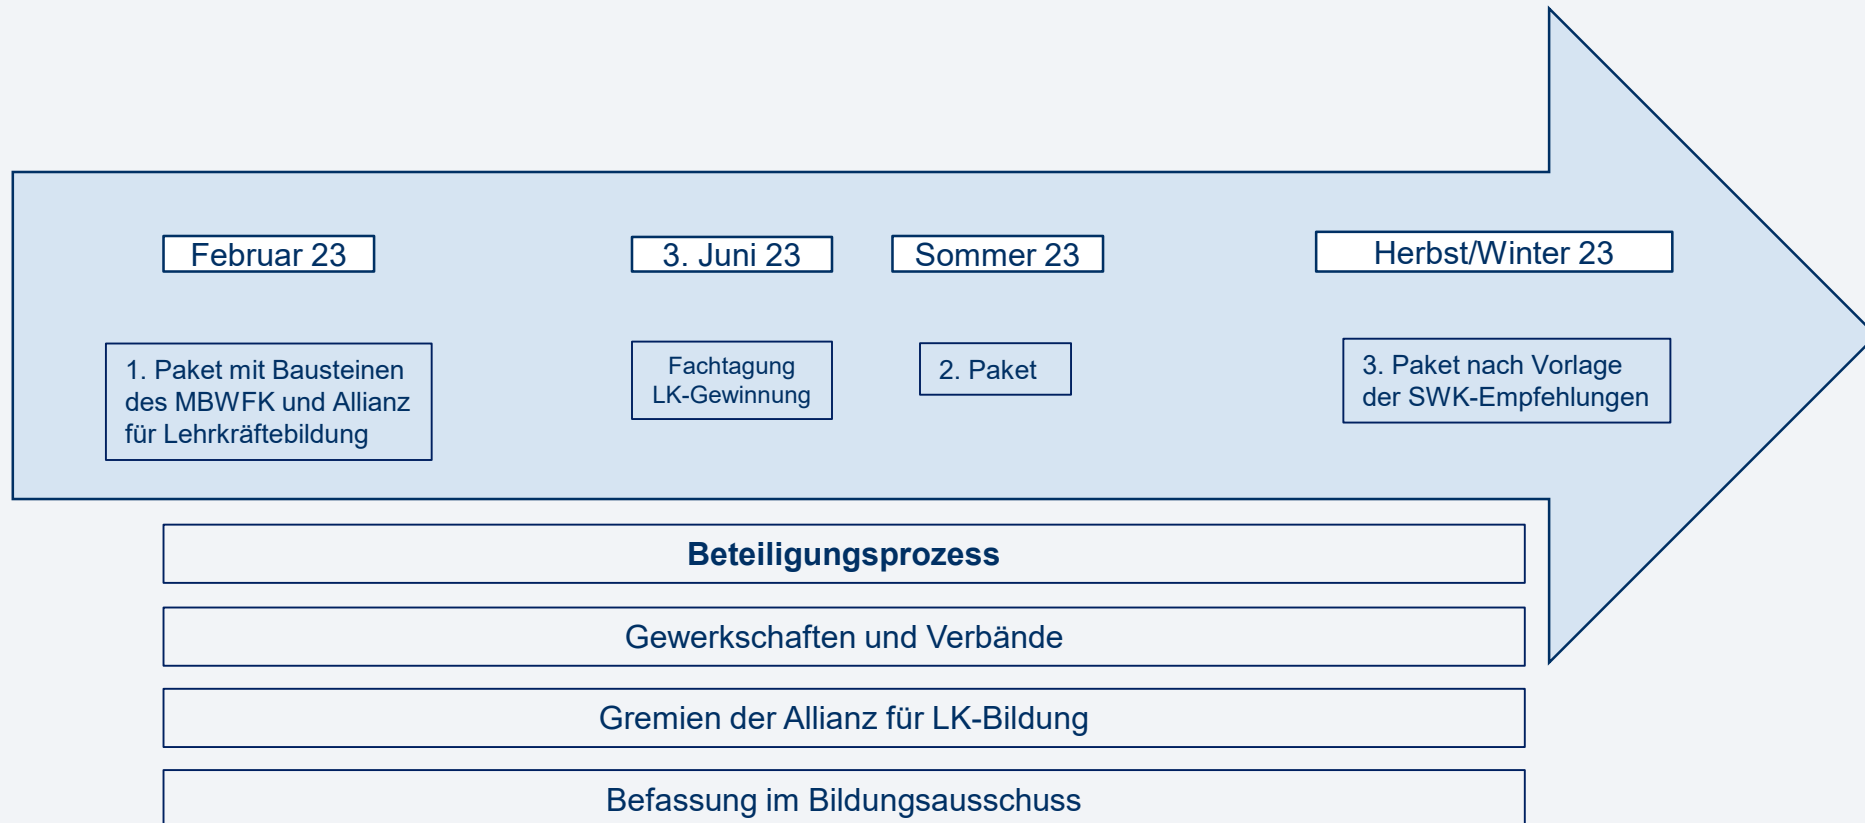 Februar 23
3. Juni 23
Sommer 23
Herbst/Winter 23
1. Paket mit Bausteinen
des MBWFK und Allianz
für Lehrkräftebildung
Fachtagung
LK-Gewinnung
2. Paket
3. Paket nach Vorlage
der SWK-Empfehlungen
Beteiligungsprozess
Gewerkschaften und Verbände
Gremien der Allianz für LK-Bildung
Befassung im Bildungsausschuss